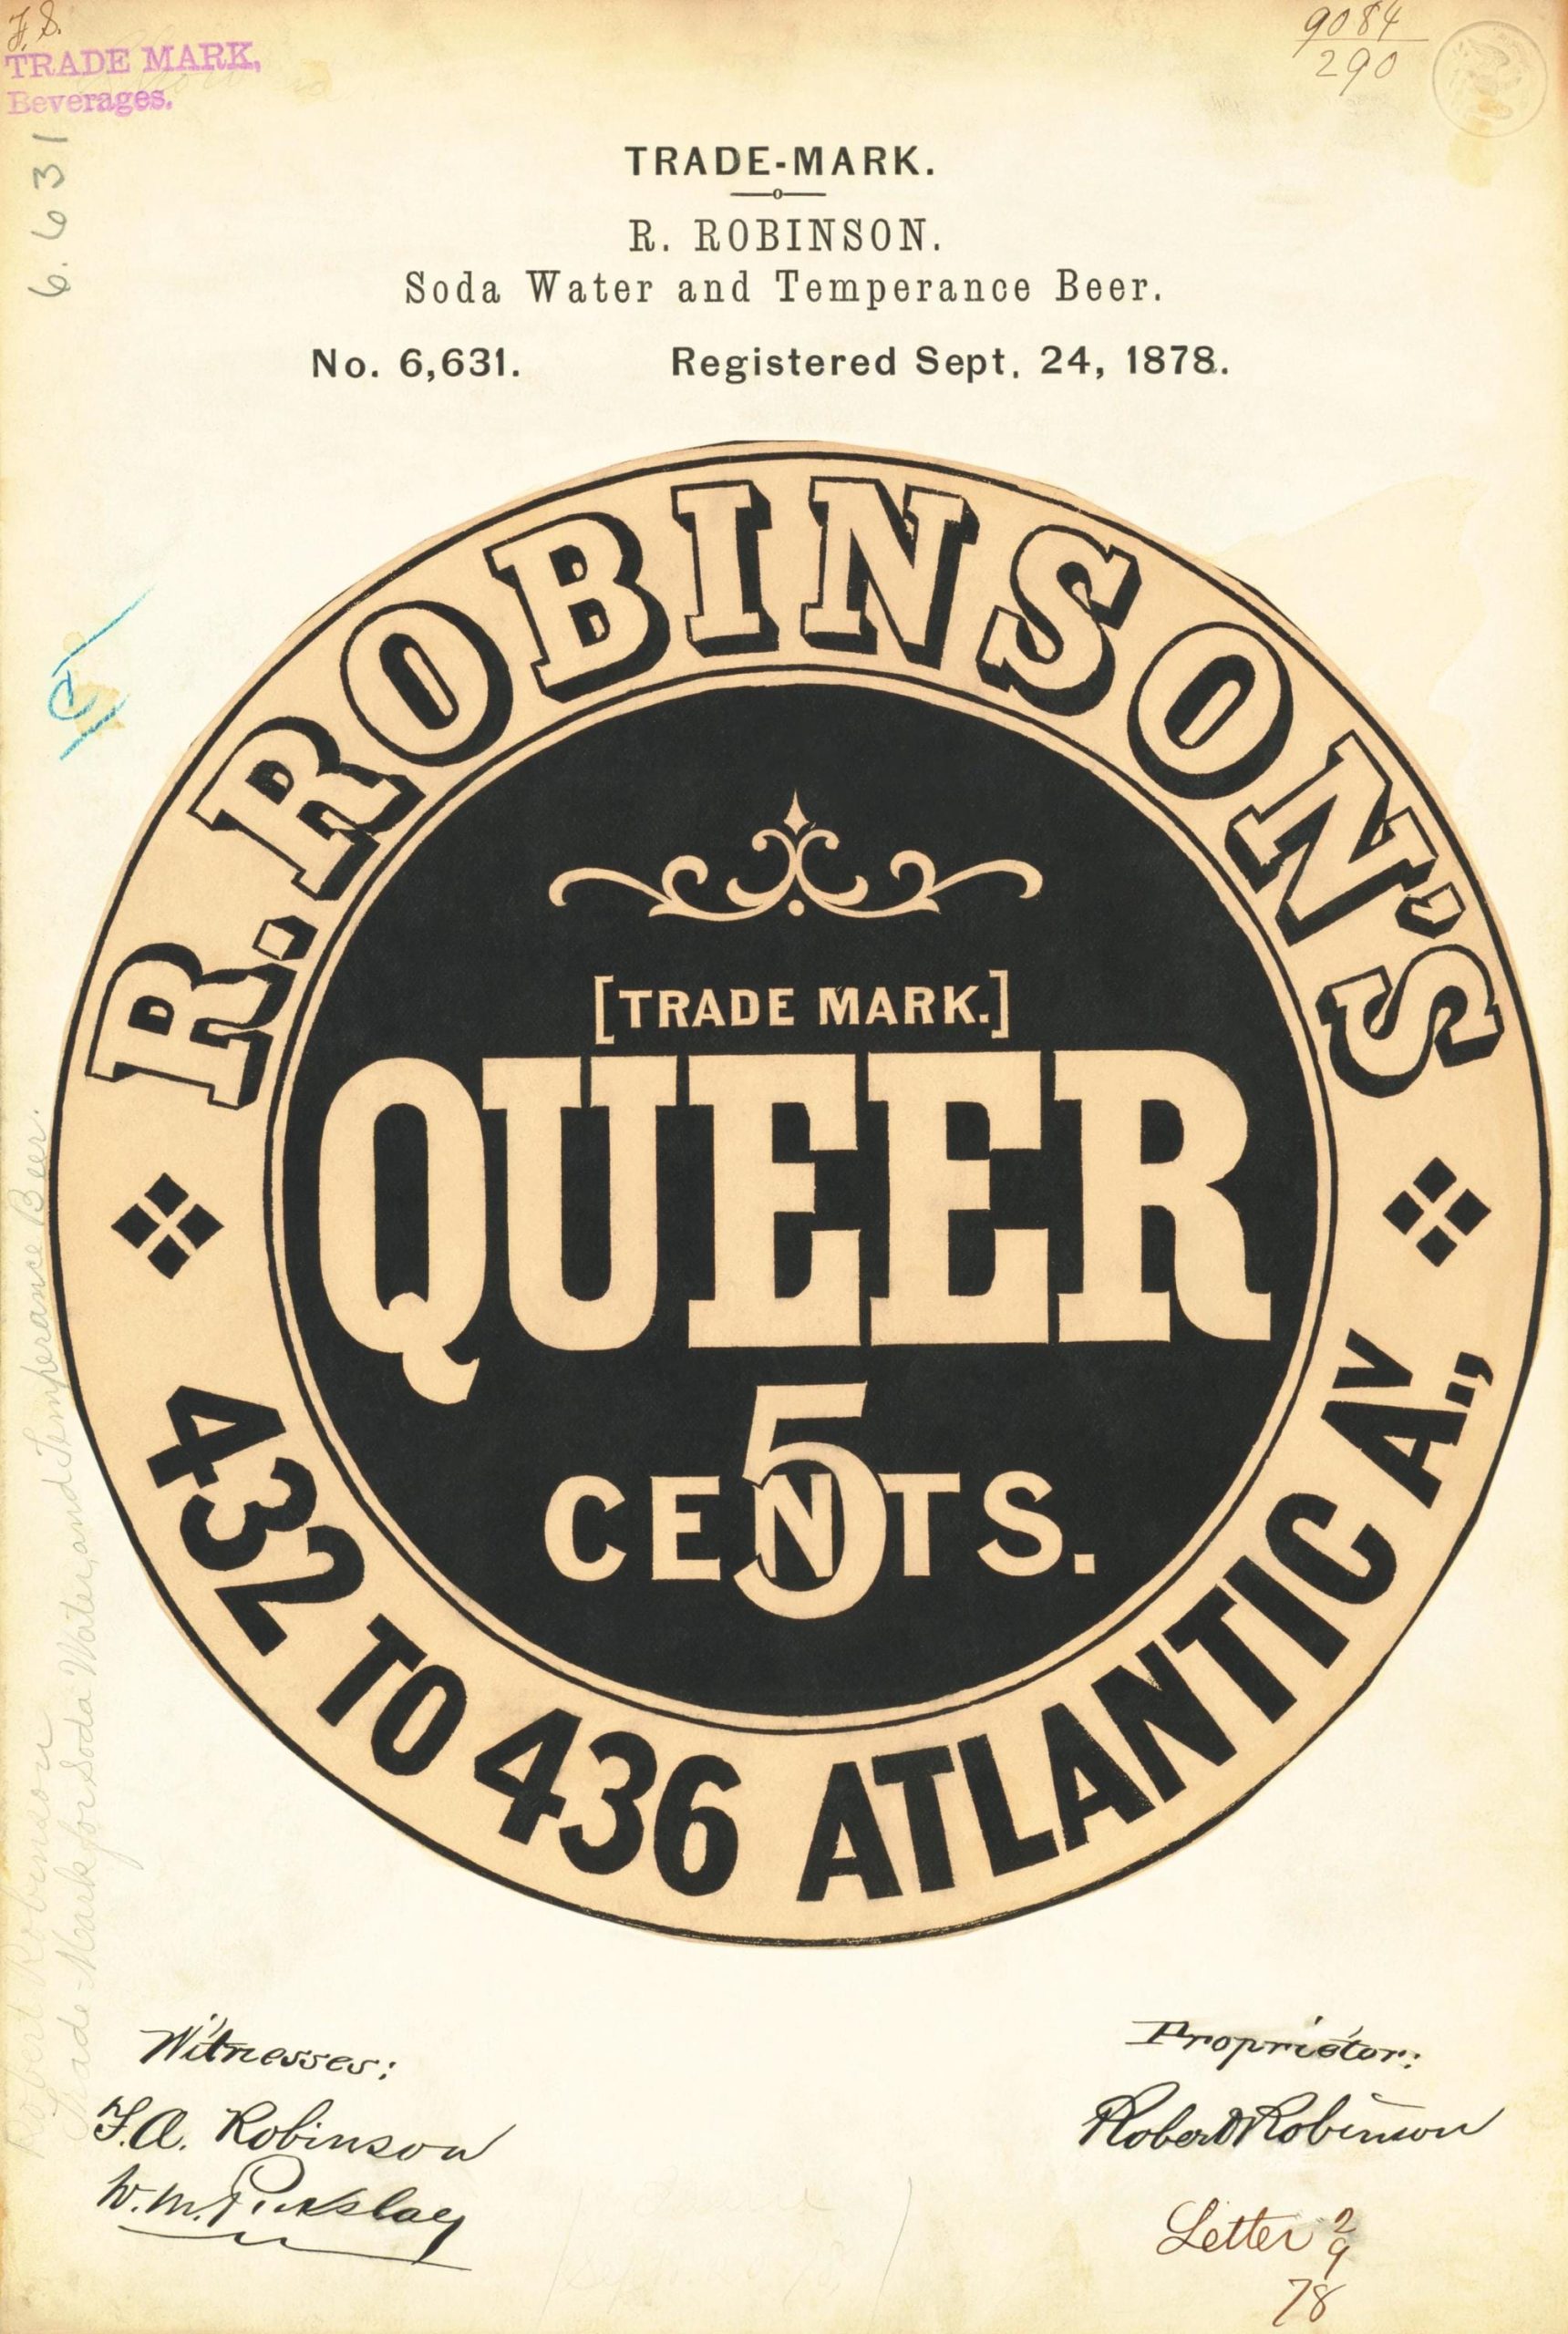 TRADE MARK,
Beverages.
9084
290
6.631
TRADE-MARK.
R. ROBINSON.
Soda Water and Temperance Beer.
No. 6,631. Registered Sept. 24, 1878.
R. ROBINSON'S
[TRADE MARK.]
QUEER
5
CENTS.
432 TO 436 ATLANTIC AV.,
Robert Robinson
Trade-Mark for Soda Water, and Temperance Beer.
Witnesses:
F.A. Robinson
W.M.
Proprietor:
Robert Robinson
Letter 2
9
78